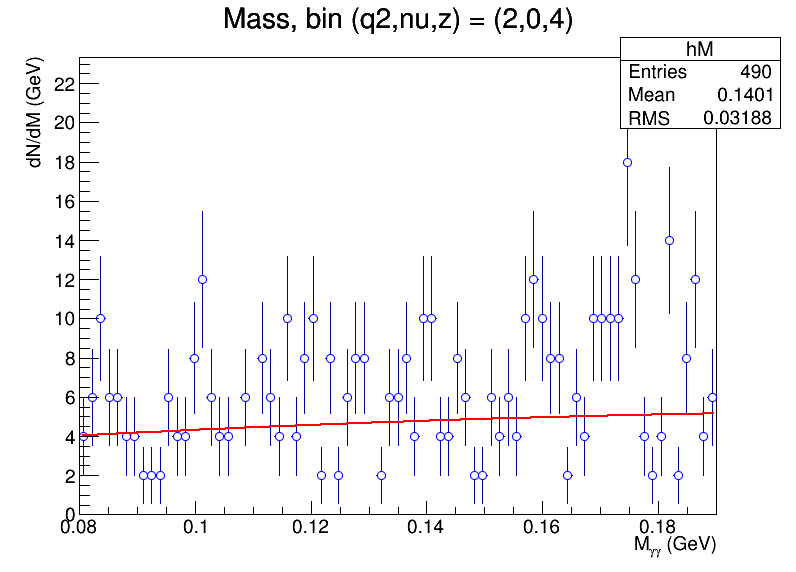 Mass, bin (q2,nu,z) = (2,0,4)
hM
Entries 490
Mean 0.1401
RMS 0.03188
dN/dM (GeV)
22
20
18
16
14
12
10
8
6
4
2
0
0.08 0.1 0.12 0.14 0.16 0.18
Mγγ (GeV)